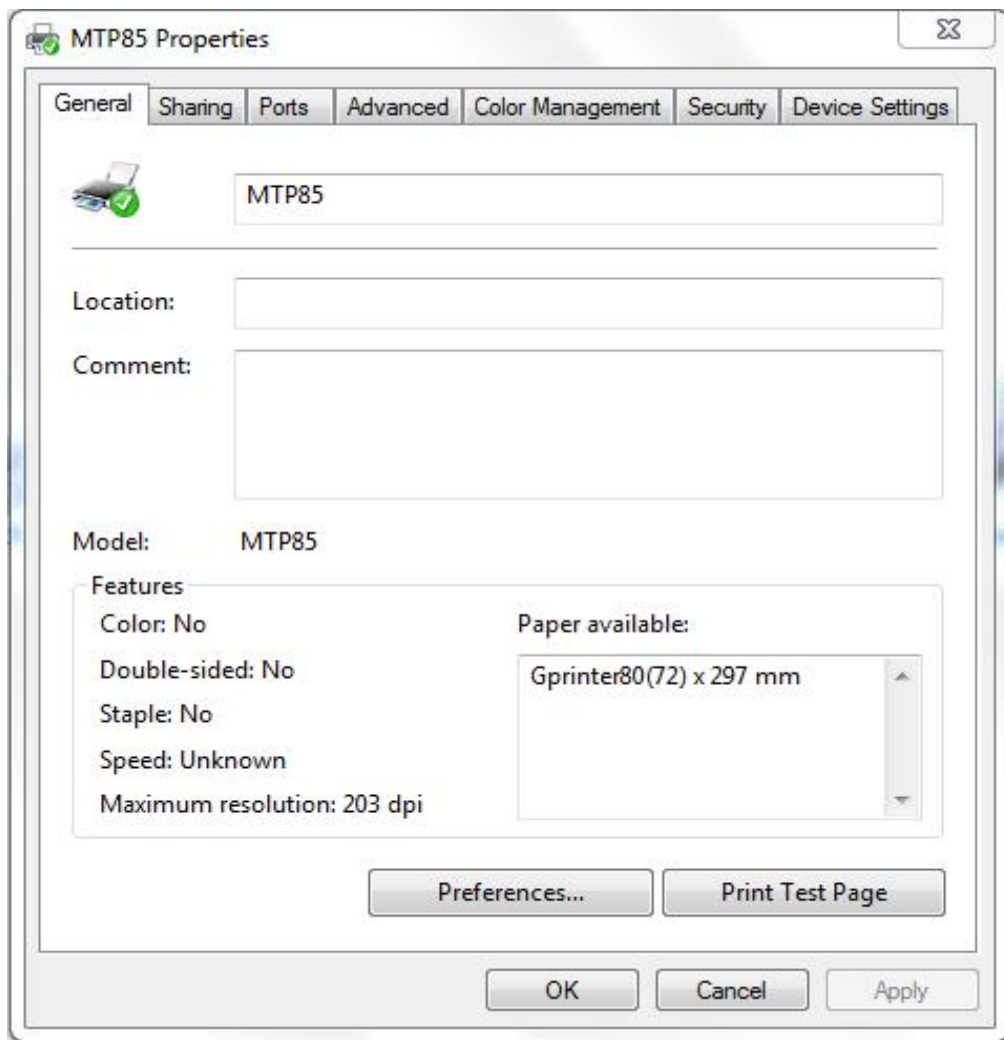 MTP85 Properties
General Sharing Ports Advanced Color Management Security Device Settings
MTP85
Location:
Comment:
Model: MTP85
Features
Color: No
Double-sided: No
Staple: No
Speed: Unknown
Maximum resolution: 203 dpi
Paper available:
Gprinter80(72) x 297 mm
Preferences... Print Test Page
OK Cancel Apply